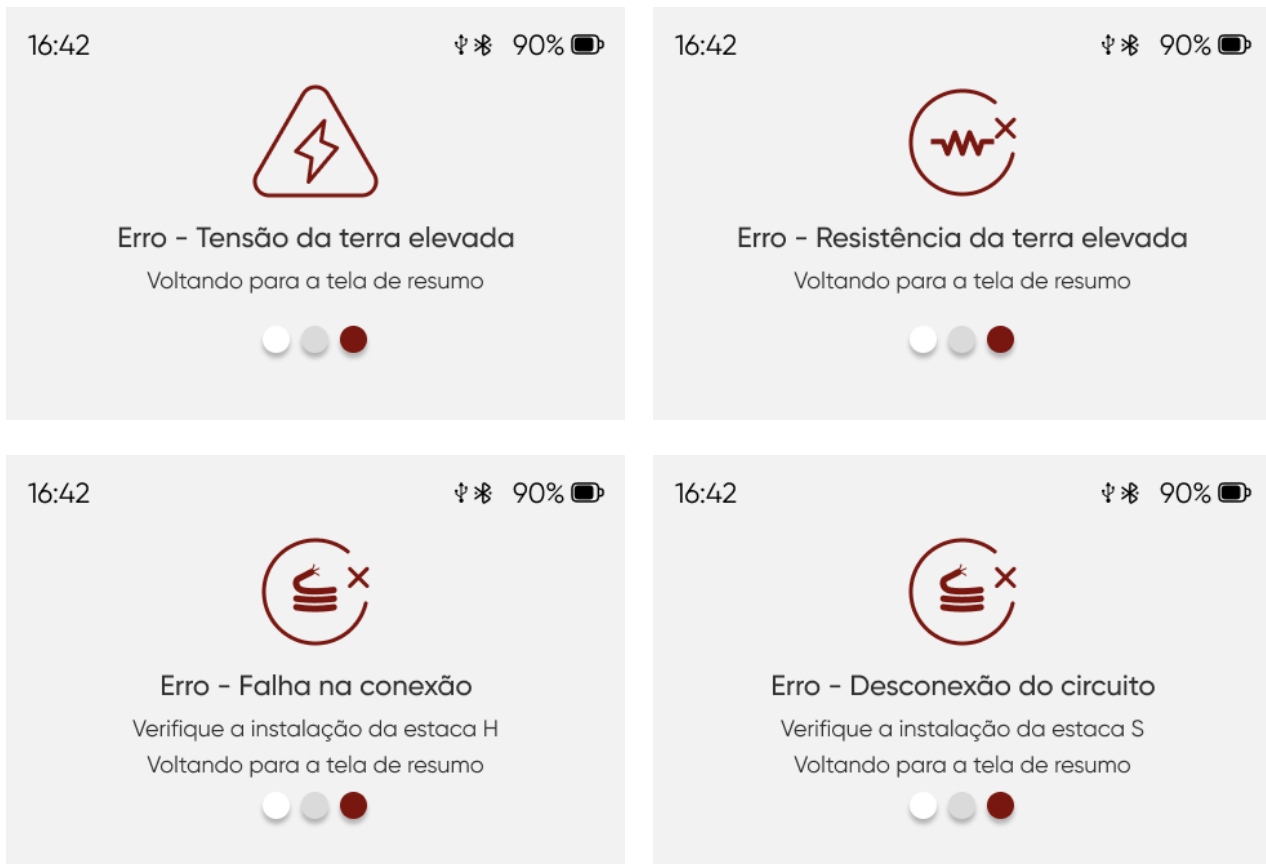 16:42 90%
Erro - Tensão da terra elevada
Voltando para a tela de resumo
16:42 90%
Erro - Resistência da terra elevada
Voltando para a tela de resumo
16:42 90%
Erro - Falha na conexão
Verifique a instalação da estaca H
Voltando para a tela de resumo
16:42 90%
Erro - Desconexão do circuito
Verifique a instalação da estaca S
Voltando para a tela de resumo